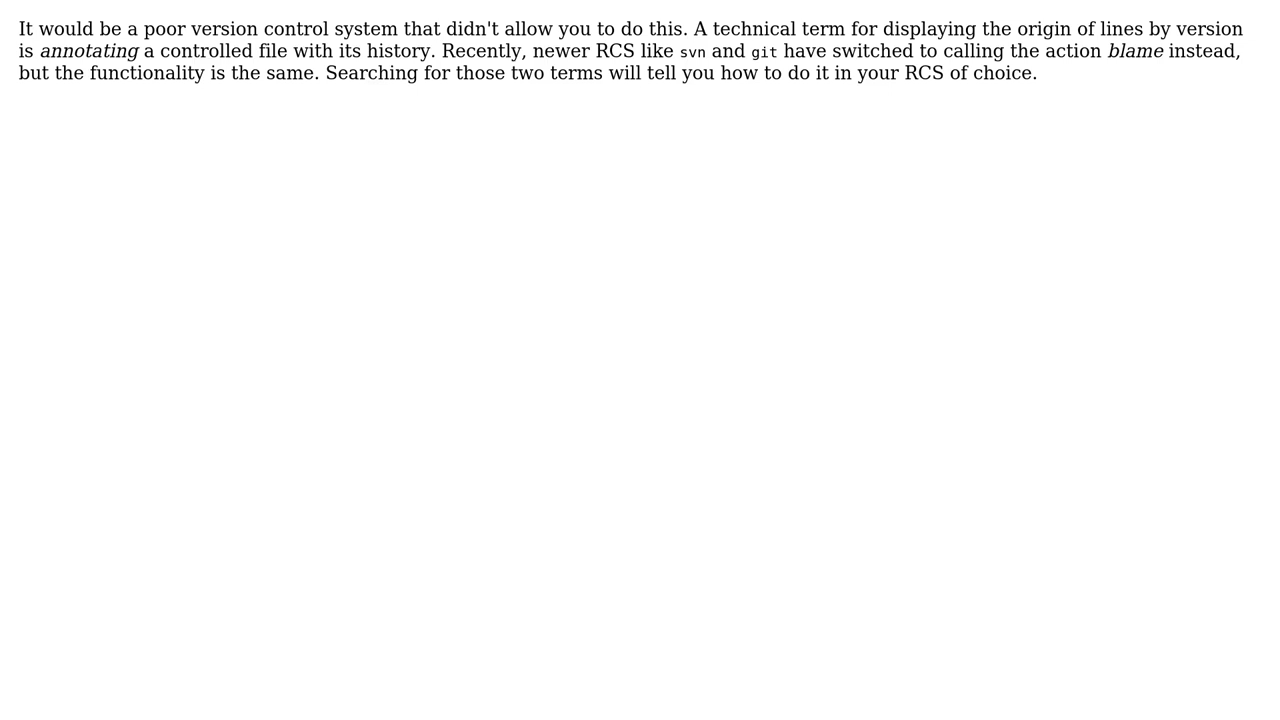 It would be a poor version control system that didn't allow you to do this. A technical term for displaying the origin of lines by version
is annotating a controlled file with its history. Recently, newer RCS like svn and git have switched to calling the action blame instead,
but the functionality is the same. Searching for those two terms will tell you how to do it in your RCS of choice.